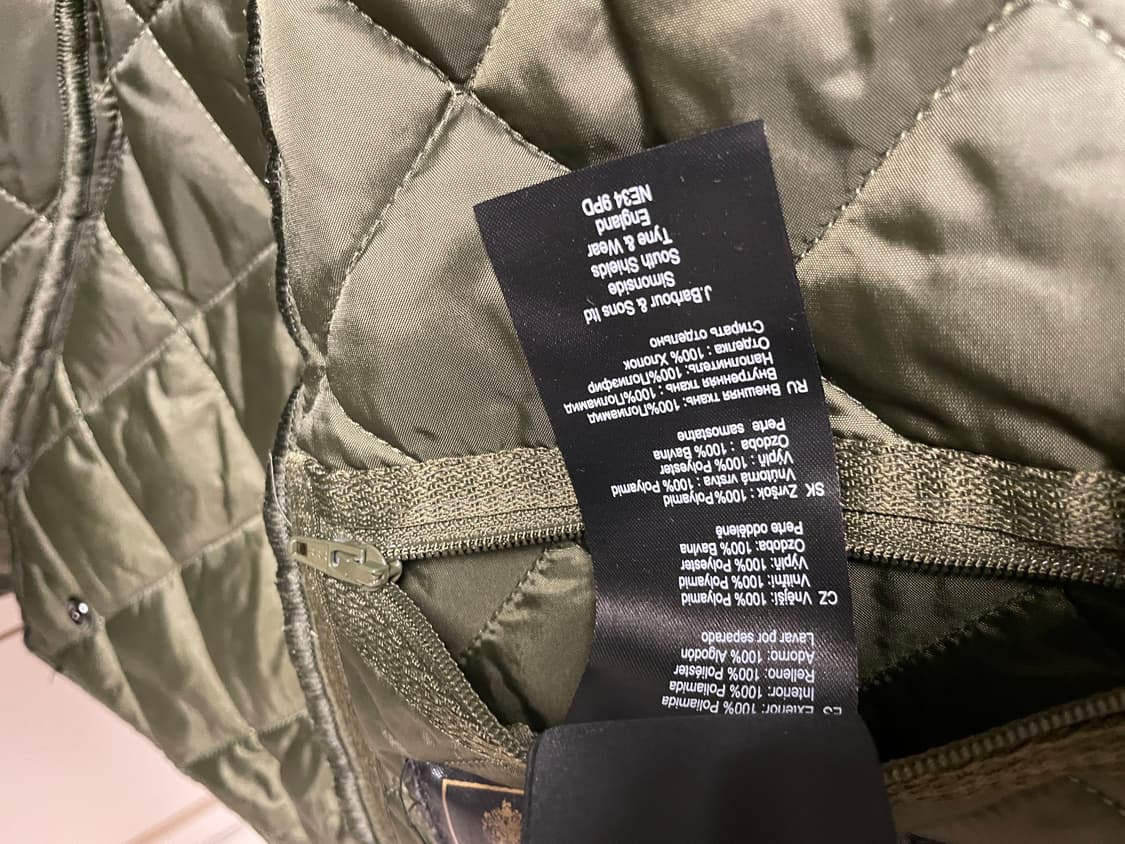 ES Exterior: 100% Poliamida
Interior: 100% Poliamida
Relleno: 100% Poliéster
Adorno: 100% Algodón
Lavar por separado
CZ Vnější: 100% Polyamid
Vnitřní: 100% Polyamid
Výplň: 100% Polyester
Ozdoba: 100% Bavlna
Perte odděleně
SK Zvršok : 100%Polyamid
Vnútorná vrstva : 100% Polyamid
Výplň : 100% Polyester
Ozdoba : 100% Bavlna
Perte samostatne
RU Внешняя ткань: 100%Полиамид
Внутренняя ткань : 100%Полиамид
Наполнитель: 100%Полиэфир
Отделка : 100% Хлопок
Стирать отдельно
J.Barbour & Sons ltd
Simonside
South Shields
Tyne & Wear
England
NE34 9PD